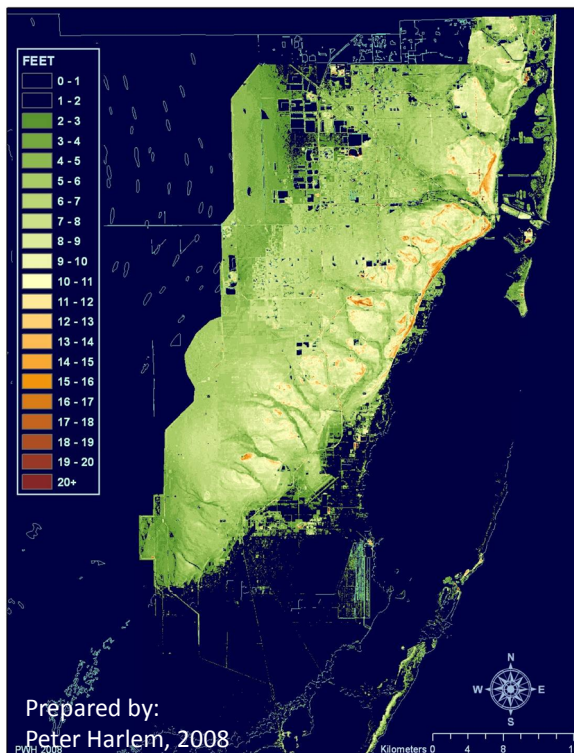 FEET
0 - 1
1 - 2
2 - 3
3 - 4
4 - 5
5 - 6
6 - 7
7 - 8
8 - 9
9 - 10
10 - 11
11 - 12
12 - 13
13 - 14
14 - 15
15 - 16
16 - 17
17 - 18
18 - 19
19 - 20
20+
N
W E
S
Prepared by:
Peter Harlem, 2008
PWH 2008
Kilometers 0 4 8